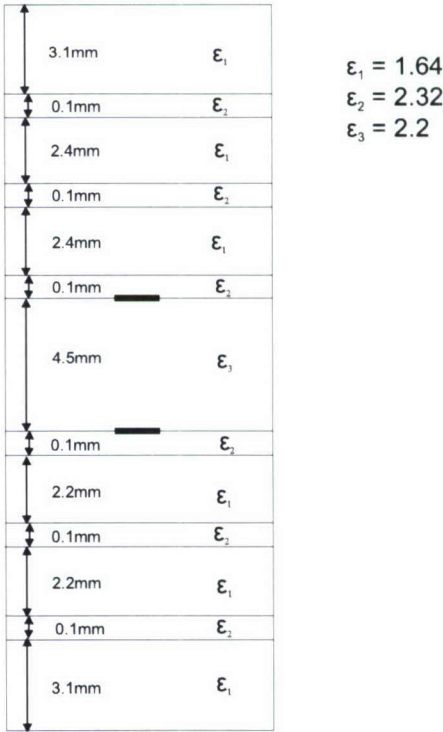 3.1mm ε₁
0.1mm ε₂
2.4mm ε₁
0.1mm ε₂
2.4mm ε₁
0.1mm ε₂
4.5mm ε₃
0.1mm ε₂
2.2mm ε₁
0.1mm ε₂
2.2mm ε₁
0.1mm ε₂
3.1mm ε₁
ε₁ = 1.64
ε₂ = 2.32
ε₃ = 2.2